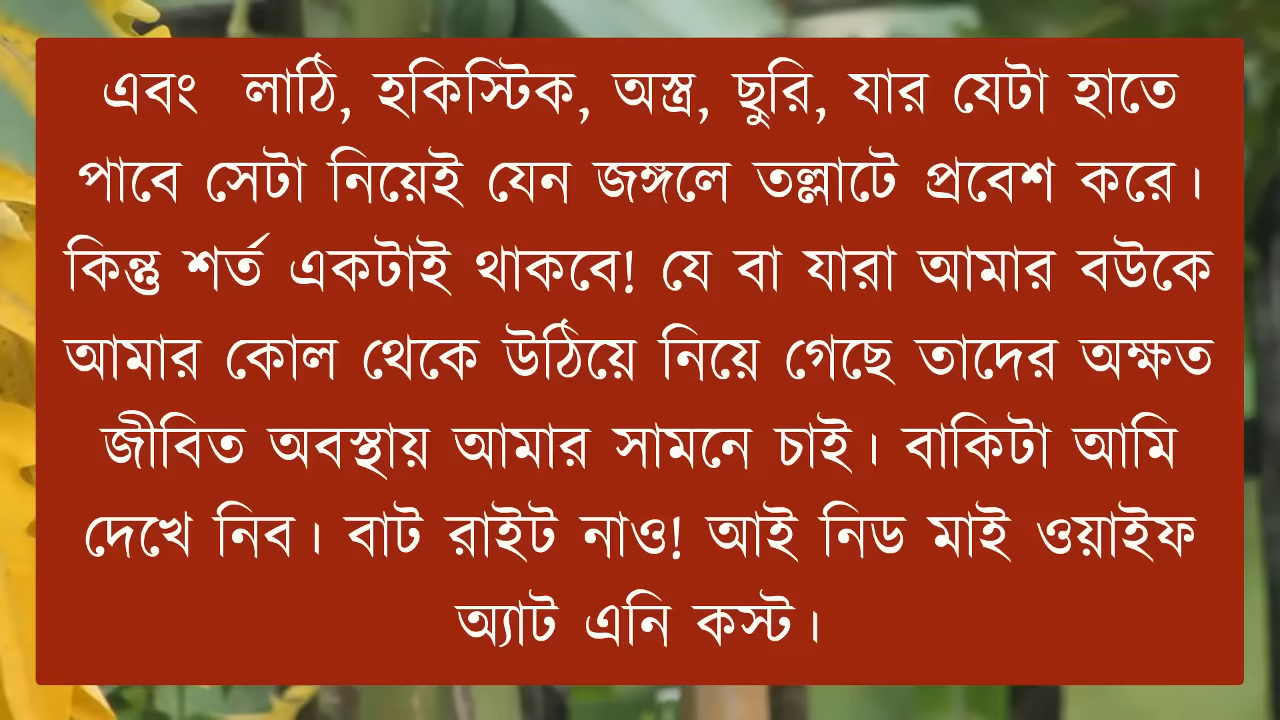 এবং লাঠি, হকিস্টিক, অস্ত্র, ছুরি, যার যেটা হাতে
পাবে সেটা নিয়েই যেন জঙ্গলে তল্লাটে প্রবেশ করে।
কিন্তু শর্ত একটাই থাকবে! যে বা যারা আমার বউকে
আমার কোল থেকে উঠিয়ে নিয়ে গেছে তাদের অক্ষত
জীবিত অবস্থায় আমার সামনে চাই। বাকিটা আমি
দেখে নিব। বাট রাইট নাও! আই নিড মাই ওয়াইফ
অ্যাট এনি কস্ট।